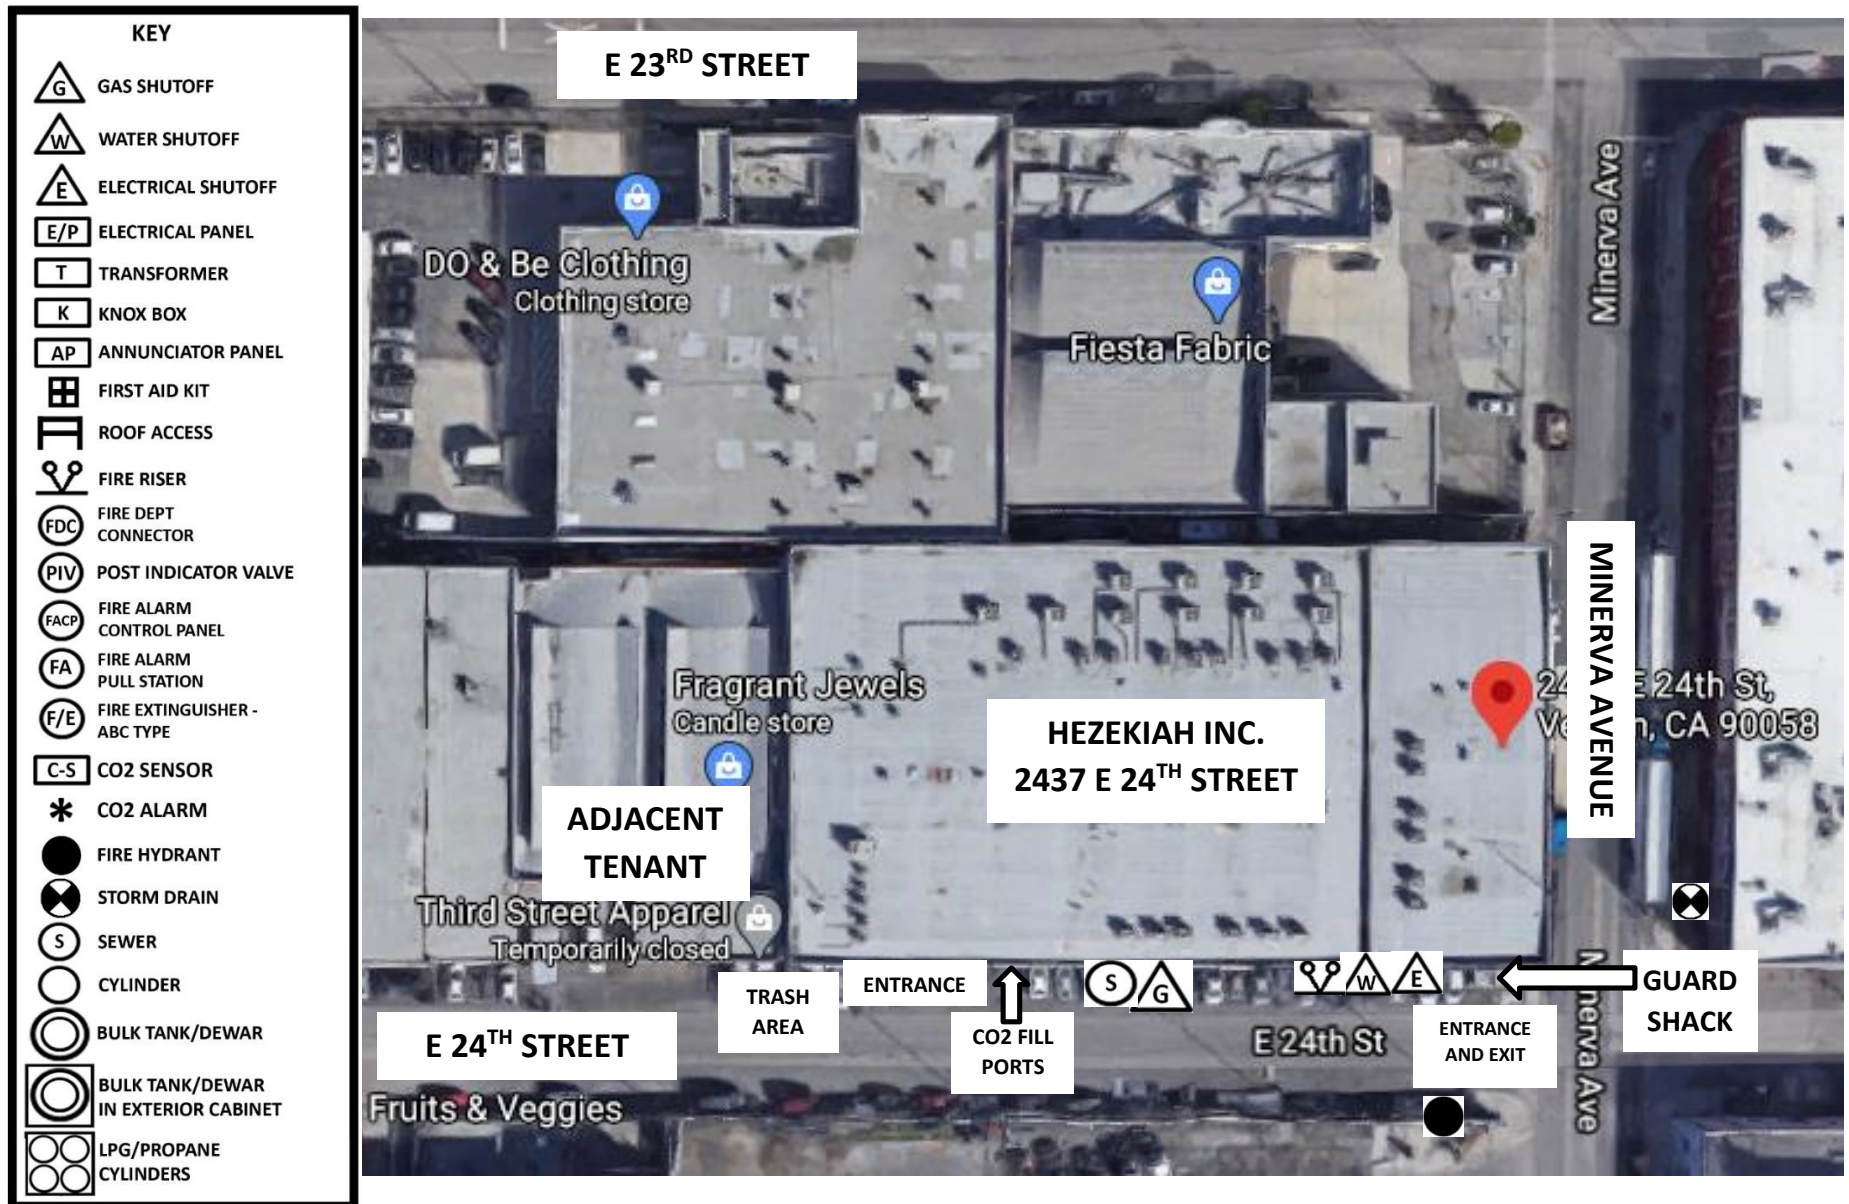 KEY
G GAS SHUTOFF
W WATER SHUTOFF
E ELECTRICAL SHUTOFF
E/P ELECTRICAL PANEL
T TRANSFORMER
K KNOX BOX
AP ANNUNCIATOR PANEL
FIRST AID KIT
ROOF ACCESS
FIRE RISER
FDC FIRE DEPT
CONNECTOR
PIV POST INDICATOR VALVE
FACP FIRE ALARM
CONTROL PANEL
FA FIRE ALARM
PULL STATION
F/E FIRE EXTINGUISHER -
ABC TYPE
C-S CO2 SENSOR
* CO2 ALARM
FIRE HYDRANT
STORM DRAIN
S SEWER
CYLINDER
BULK TANK/DEWAR
BULK TANK/DEWAR
IN EXTERIOR CABINET
LPG/PROPANE
CYLINDERS
E 23RD STREET
Minerva Ave
DO & Be Clothing
Clothing store
Fiesta Fabric
MINERVA AVENUE
Fragrant Jewels
Candle store
HEZEKIAH INC.
2437 E 24TH STREET
E 24th St,
CA 90058
ADJACENT
TENANT
Third Street Apparel
Temporarily closed
TRASH
AREA
ENTRANCE
CO2 FILL
PORTS
S
G
W
E
ENTRANCE
AND EXIT
GUARD
SHACK
E 24TH STREET
E 24th St
Minerva Ave
Fruits & Veggies